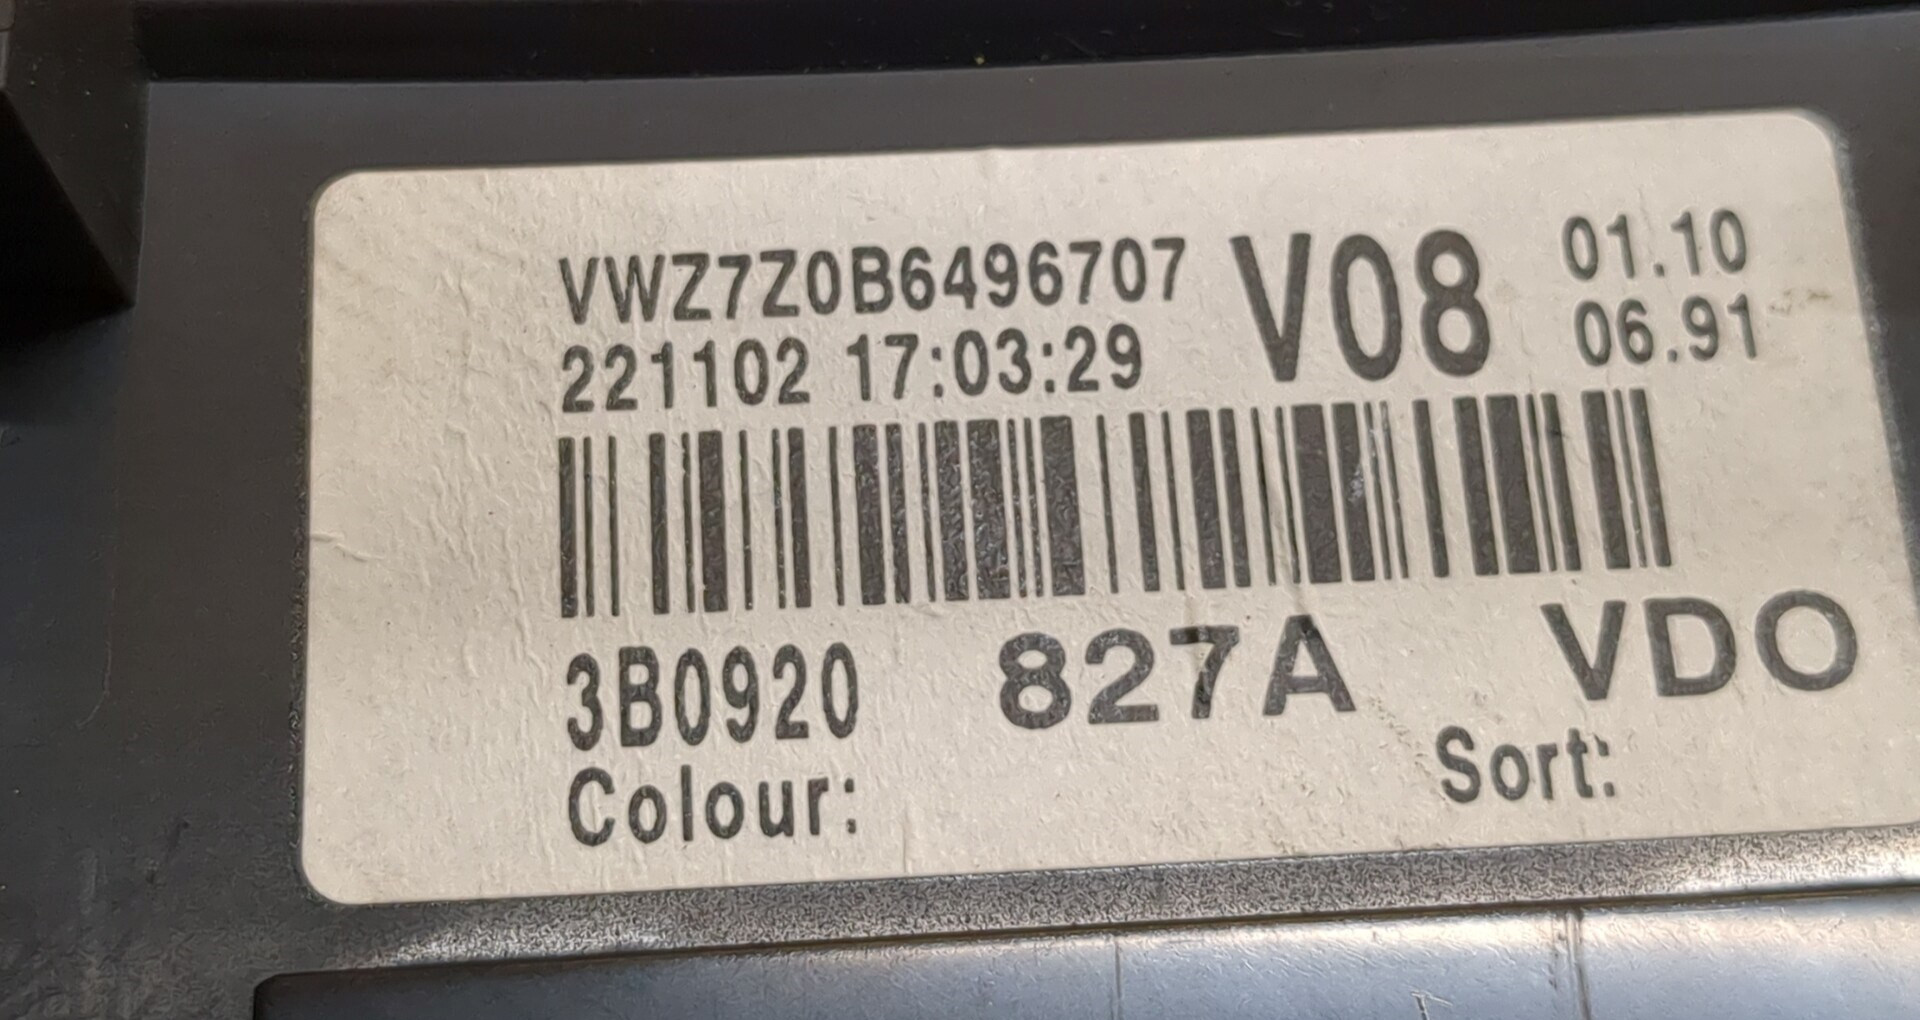 VWZ7Z0B6496707 V08 01.10
221102 17:03:29 06.91
3B0920 827A VDO
Colour: Sort: